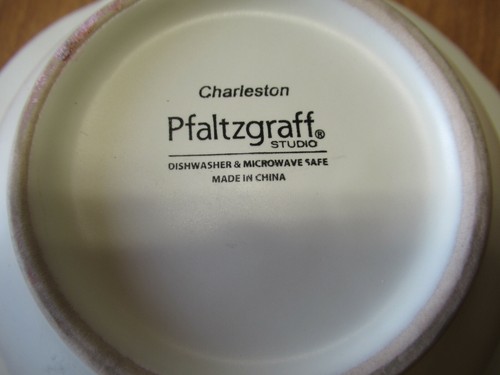 Charleston
Pfaltzgraff®
STUDIO
DISHWASHER & MICROWAVE SAFE
MADE IN CHINA